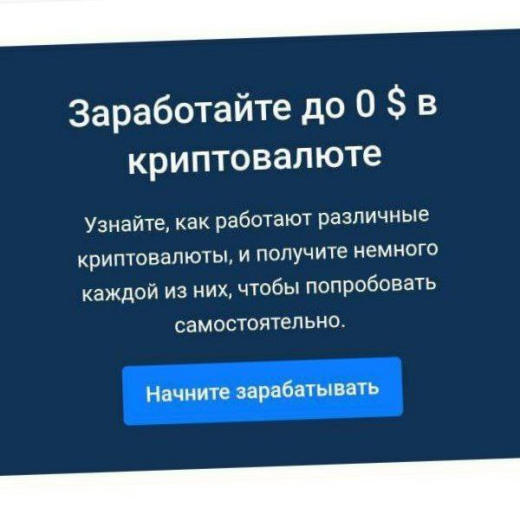 Заработайте до 0 $ в
криптовалюте
Узнайте, как работают различные
криптовалюты, и получите немного
каждой из них, чтобы попробовать
самостоятельно.
Начните зарабатывать